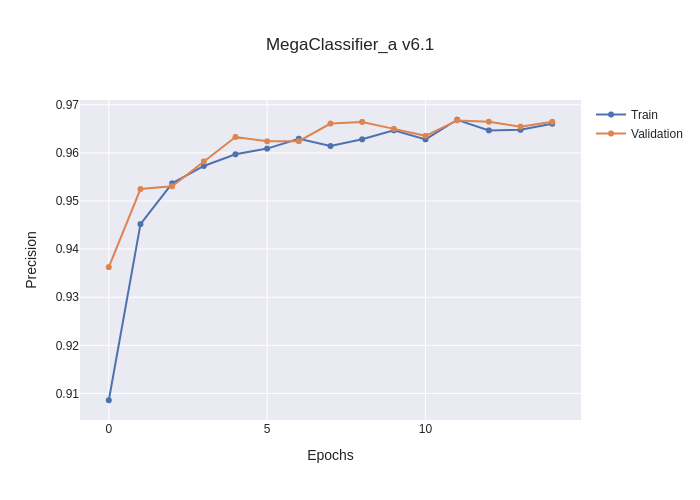 MegaClassifier_a v6.1
Train
Validation
Precision
0.97
0.96
0.95
0.94
0.93
0.92
0.91
0
5
10
Epochs